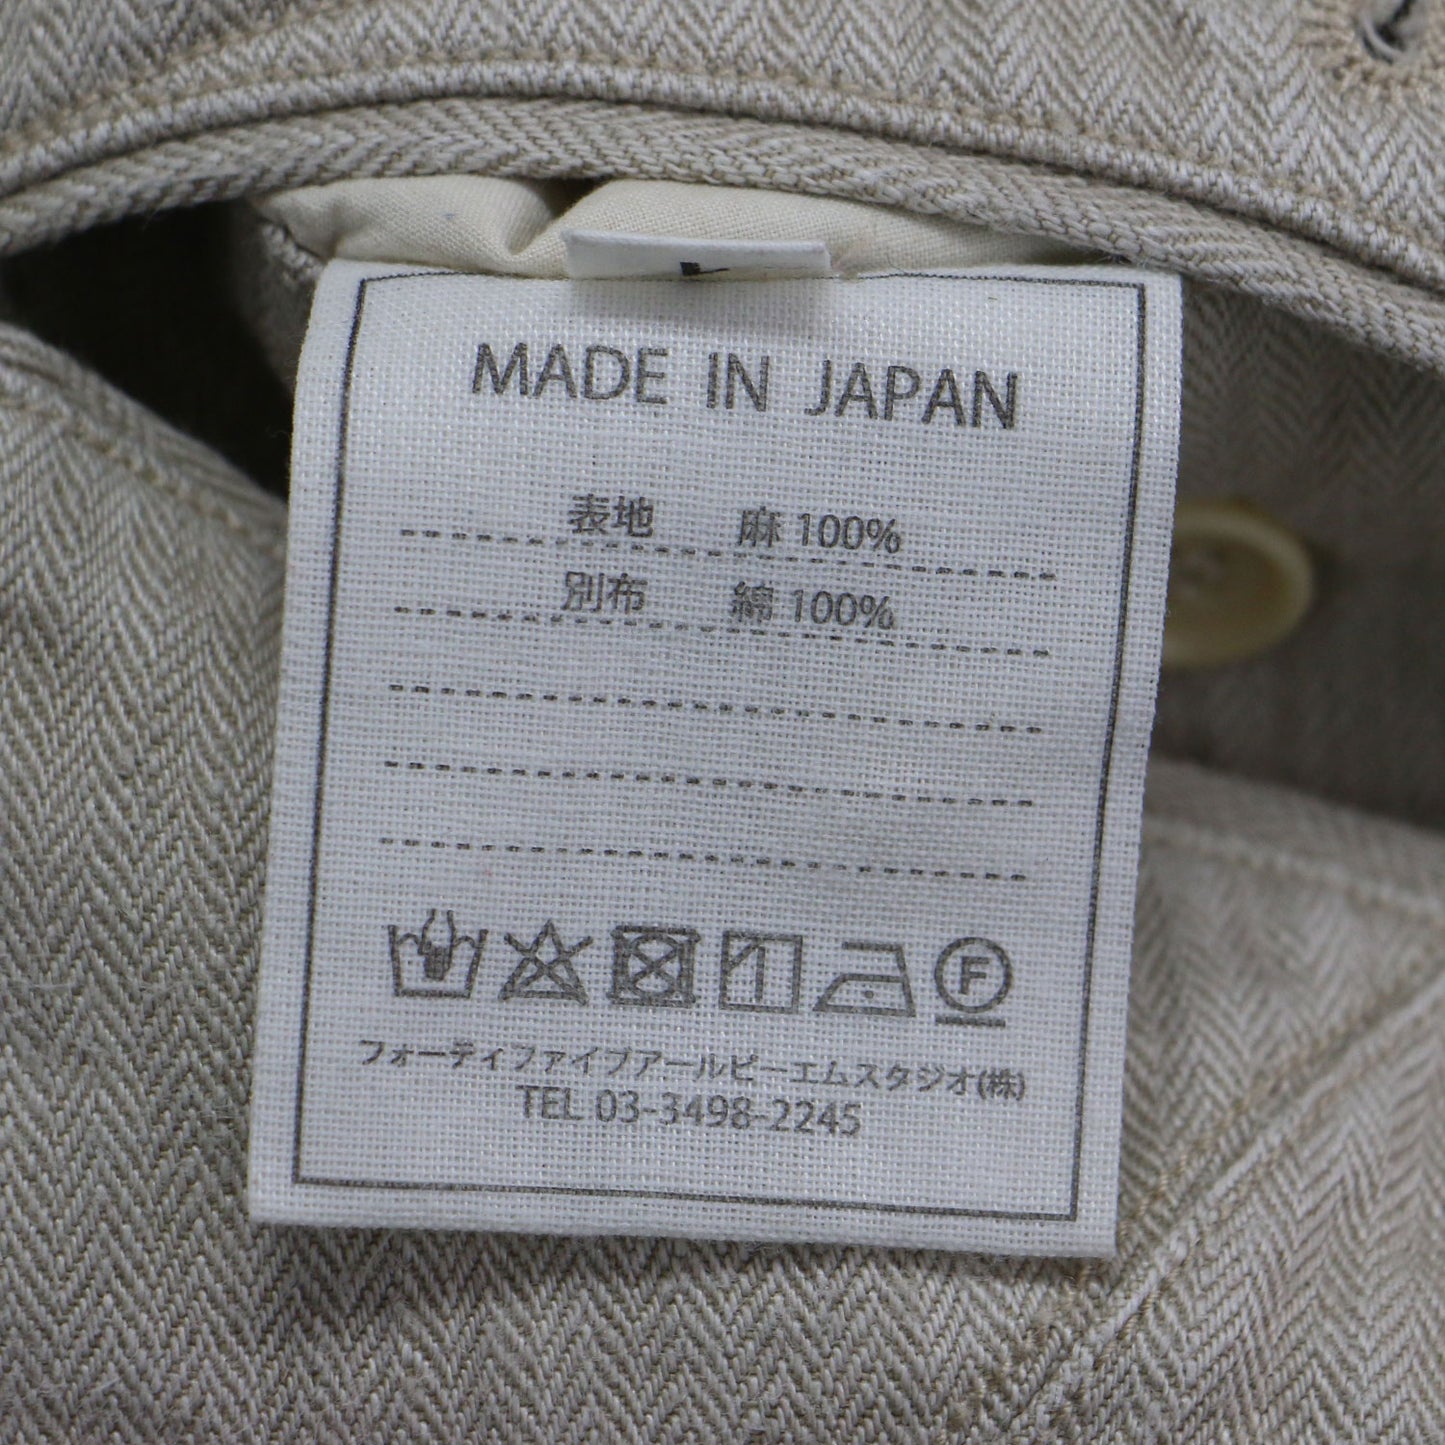 MADE IN JAPAN
表地 麻 100%
別布 綿 100%
フォーティファイブアールピーエムスタジオ(株)
TEL 03-3498-2245